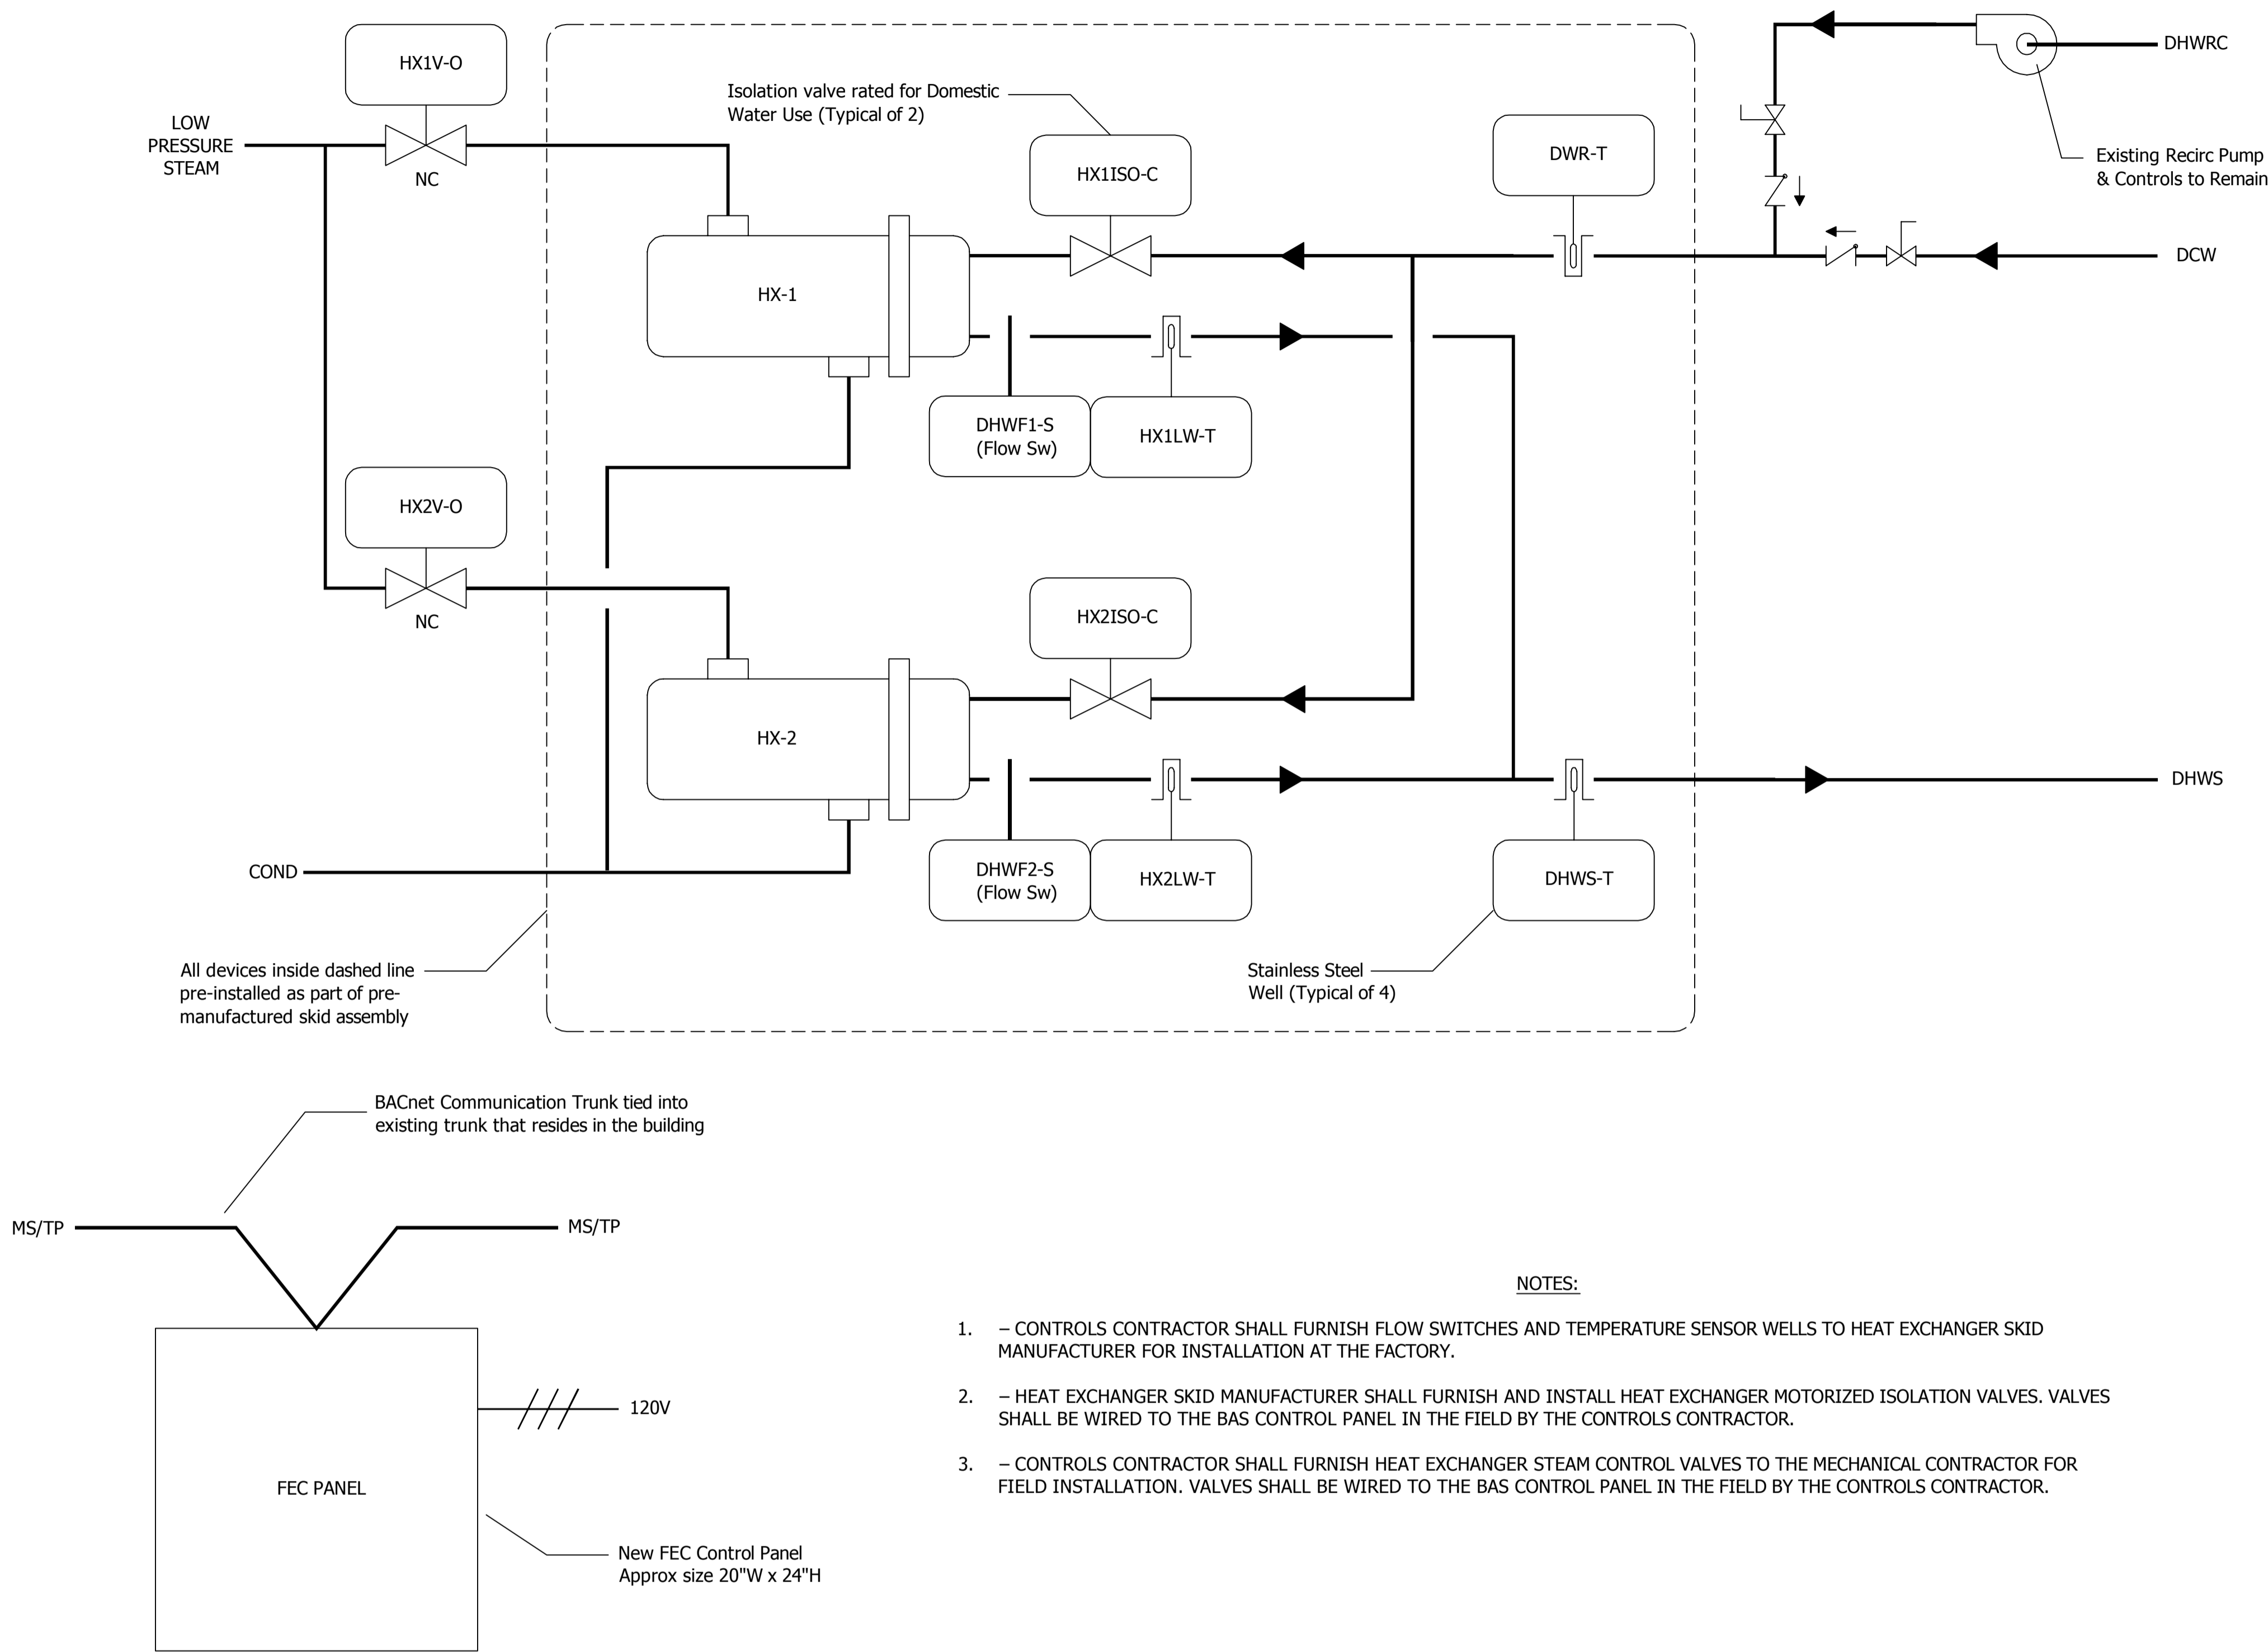 HX1V-O
DHWRC
Isolation valve rated for Domestic
Water Use (Typical of 2)
LOW
PRESSURE
STEAM
NC
HX1ISO-C
DWR-T
Existing Recirc Pump
& Controls to Remain
DCW
HX-1
DHWF1-S
(Flow Sw)
HX1LW-T
HX2V-O
NC
HX2ISO-C
HX-2
DHWS
COND
DHWF2-S
(Flow Sw)
HX2LW-T
DHWS-T
All devices inside dashed line
pre-installed as part of pre-
manufactured skid assembly
Stainless Steel
Well (Typical of 4)
BACnet Communication Trunk tied into
existing trunk that resides in the building
MS/TP
MS/TP
120V
FEC PANEL
New FEC Control Panel
Approx size 20"W x 24"H
NOTES:
1. – CONTROLS CONTRACTOR SHALL FURNISH FLOW SWITCHES AND TEMPERATURE SENSOR WELLS TO HEAT EXCHANGER SKID
MANUFACTURER FOR INSTALLATION AT THE FACTORY.
2. – HEAT EXCHANGER SKID MANUFACTURER SHALL FURNISH AND INSTALL HEAT EXCHANGER MOTORIZED ISOLATION VALVES. VALVES
SHALL BE WIRED TO THE BAS CONTROL PANEL IN THE FIELD BY THE CONTROLS CONTRACTOR.
3. – CONTROLS CONTRACTOR SHALL FURNISH HEAT EXCHANGER STEAM CONTROL VALVES TO THE MECHANICAL CONTRACTOR FOR
FIELD INSTALLATION. VALVES SHALL BE WIRED TO THE BAS CONTROL PANEL IN THE FIELD BY THE CONTROLS CONTRACTOR.